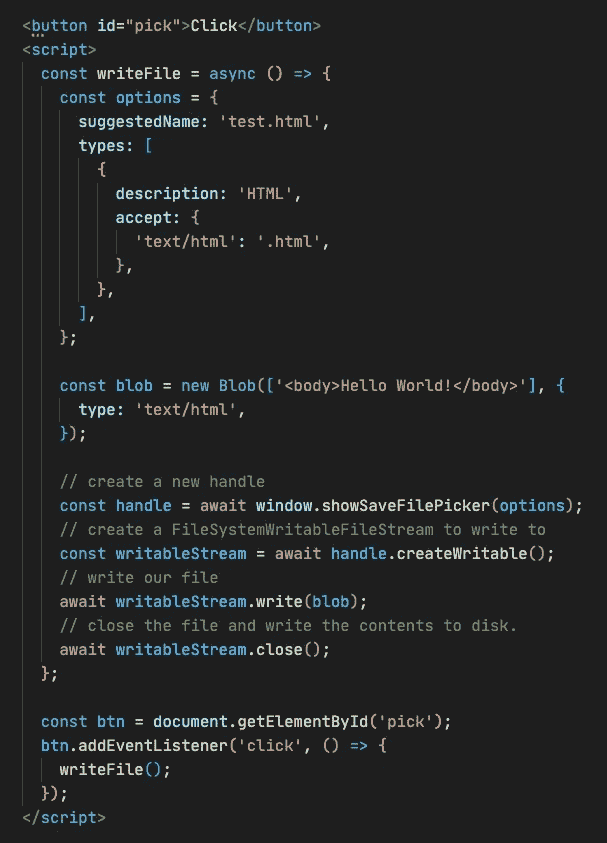 <button id="pick">Click</button>
<script>
  const writeFile = async () => {
    const options = {
      suggestedName: 'test.html',
      types: [
        {
          description: 'HTML',
          accept: {
            'text/html': '.html',
          },
        },
      ],
    };

    const blob = new Blob(['<body>Hello World!</body>'], {
      type: 'text/html',
    });

    // create a new handle
    const handle = await window.showSaveFilePicker(options);
    // create a FileSystemWritableFileStream to write to
    const writableStream = await handle.createWritable();
    // write our file
    await writableStream.write(blob);
    // close the file and write the contents to disk.
    await writableStream.close();
  };

  const btn = document.getElementById('pick');
  btn.addEventListener('click', () => {
    writeFile();
  });
</script>